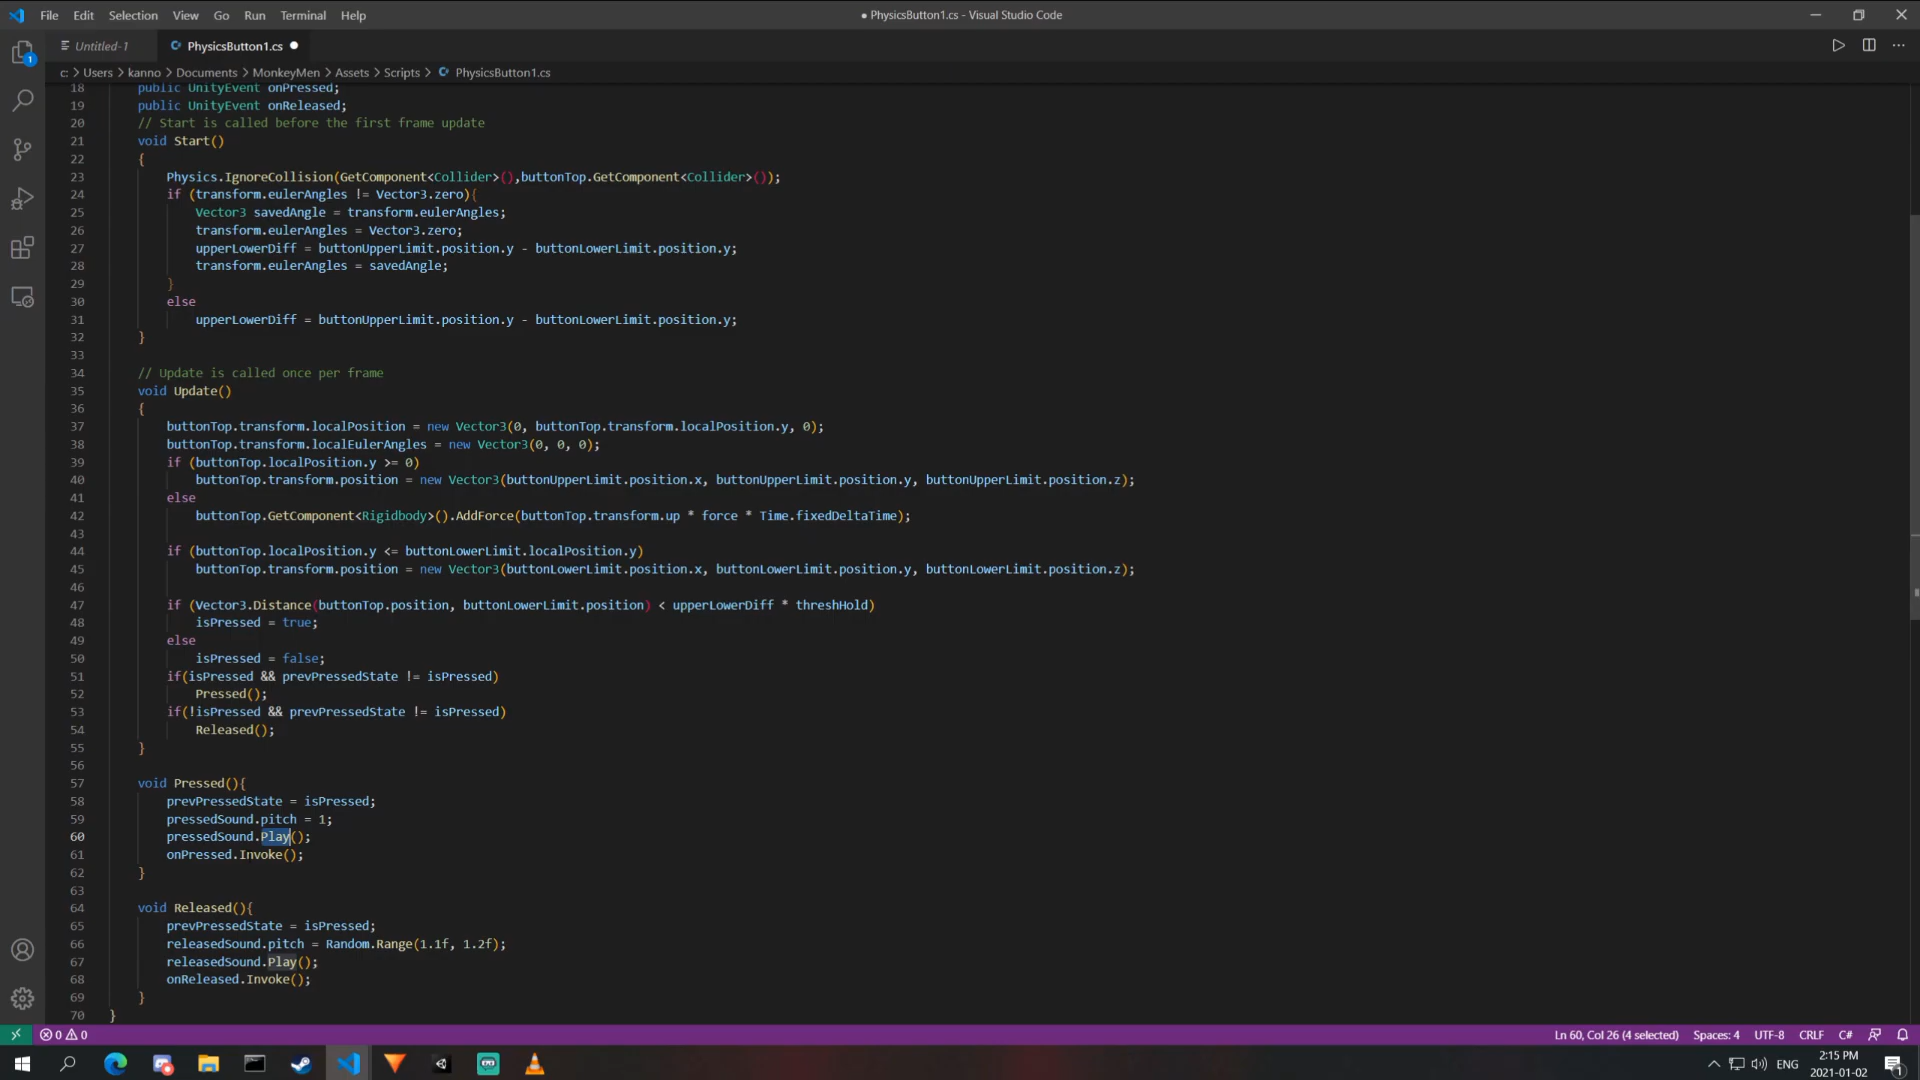 File Edit Selection View Go Run Terminal Help
● PhysicsButton1.cs - Visual Studio Code
Untitled-1
PhysicsButton1.cs ●
c: > Users > kanno > Documents > MonkeyMen > Assets > Scripts > PhysicsButton1.cs
18 public UnityEvent onPressed;
19 public UnityEvent onReleased;
20 // Start is called before the first frame update
21 void Start()
22 {
23 Physics.IgnoreCollision(GetComponent<Collider>(),buttonTop.GetComponent<Collider>());
24 if (transform.eulerAngles != Vector3.zero){
25 Vector3 savedAngle = transform.eulerAngles;
26 transform.eulerAngles = Vector3.zero;
27 upperLowerDiff = buttonUpperLimit.position.y - buttonLowerLimit.position.y;
28 transform.eulerAngles = savedAngle;
29 }
30 else
31 upperLowerDiff = buttonUpperLimit.position.y - buttonLowerLimit.position.y;
32 }
33
34 // Update is called once per frame
35 void Update()
36 {
37 buttonTop.transform.localPosition = new Vector3(0, buttonTop.transform.localPosition.y, 0);
38 buttonTop.transform.localEulerAngles = new Vector3(0, 0, 0);
39 if (buttonTop.localPosition.y >= 0)
40 buttonTop.transform.position = new Vector3(buttonUpperLimit.position.x, buttonUpperLimit.position.y, buttonUpperLimit.position.z);
41 else
42 buttonTop.GetComponent<Rigidbody>().AddForce(buttonTop.transform.up * force * Time.fixedDeltaTime);
43
44 if (buttonTop.localPosition.y <= buttonLowerLimit.localPosition.y)
45 buttonTop.transform.position = new Vector3(buttonLowerLimit.position.x, buttonLowerLimit.position.y, buttonLowerLimit.position.z);
46
47 if (Vector3.Distance(buttonTop.position, buttonLowerLimit.position) < upperLowerDiff * threshHold)
48 isPressed = true;
49 else
50 isPressed = false;
51 if(isPressed && prevPressedState != isPressed)
52 Pressed();
53 if(!isPressed && prevPressedState != isPressed)
54 Released();
55 }
56
57 void Pressed(){
58 prevPressedState = isPressed;
59 pressedSound.pitch = 1;
60 pressedSound.Play();
61 onPressed.Invoke();
62 }
63
64 void Released(){
65 prevPressedState = isPressed;
66 releasedSound.pitch = Random.Range(1.1f, 1.2f);
67 releasedSound.Play();
68 onReleased.Invoke();
69 }
70 }
1
0 0
Ln 60, Col 26 (4 selected) Spaces: 4 UTF-8 CRLF C#
ENG
2:15 PM
2021-01-02
1